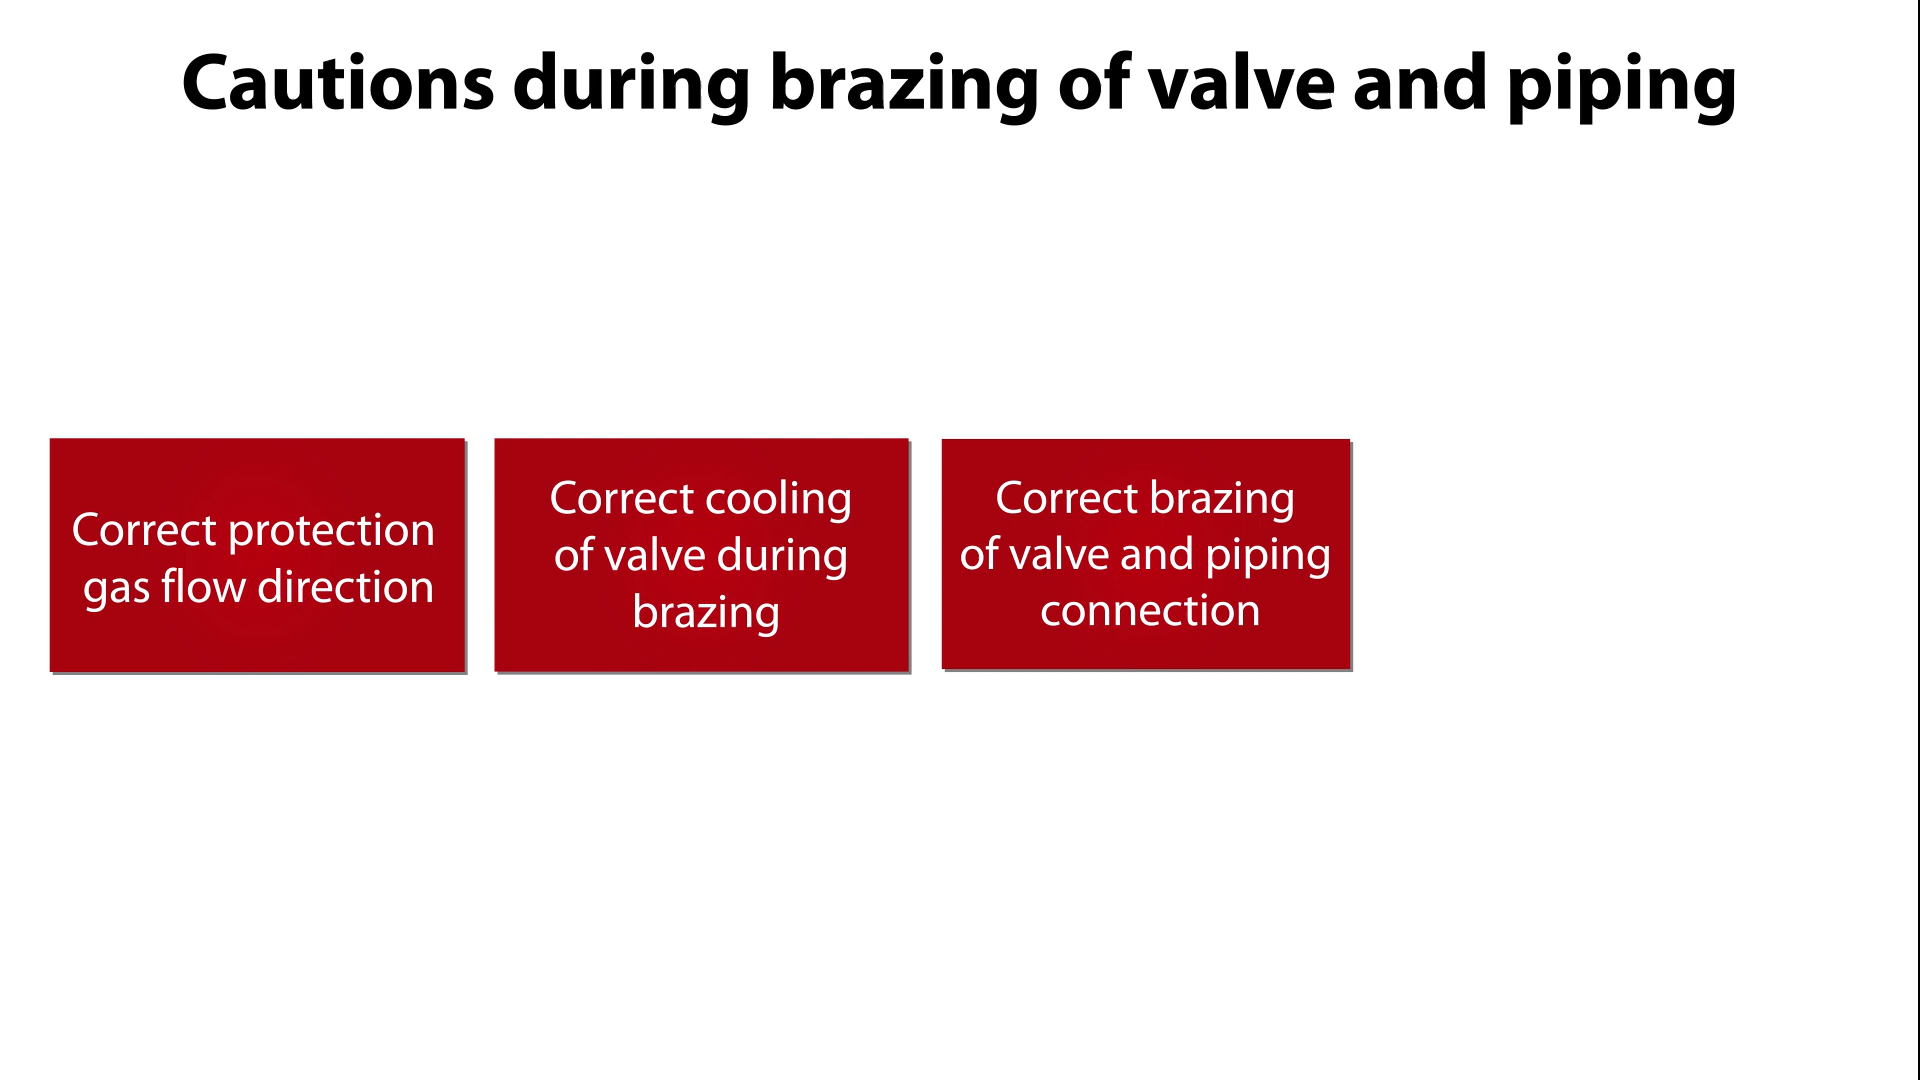 Cautions during brazing of valve and piping
Correct protection
gas flow direction
Correct cooling
of valve during
brazing
Correct brazing
of valve and piping
connection